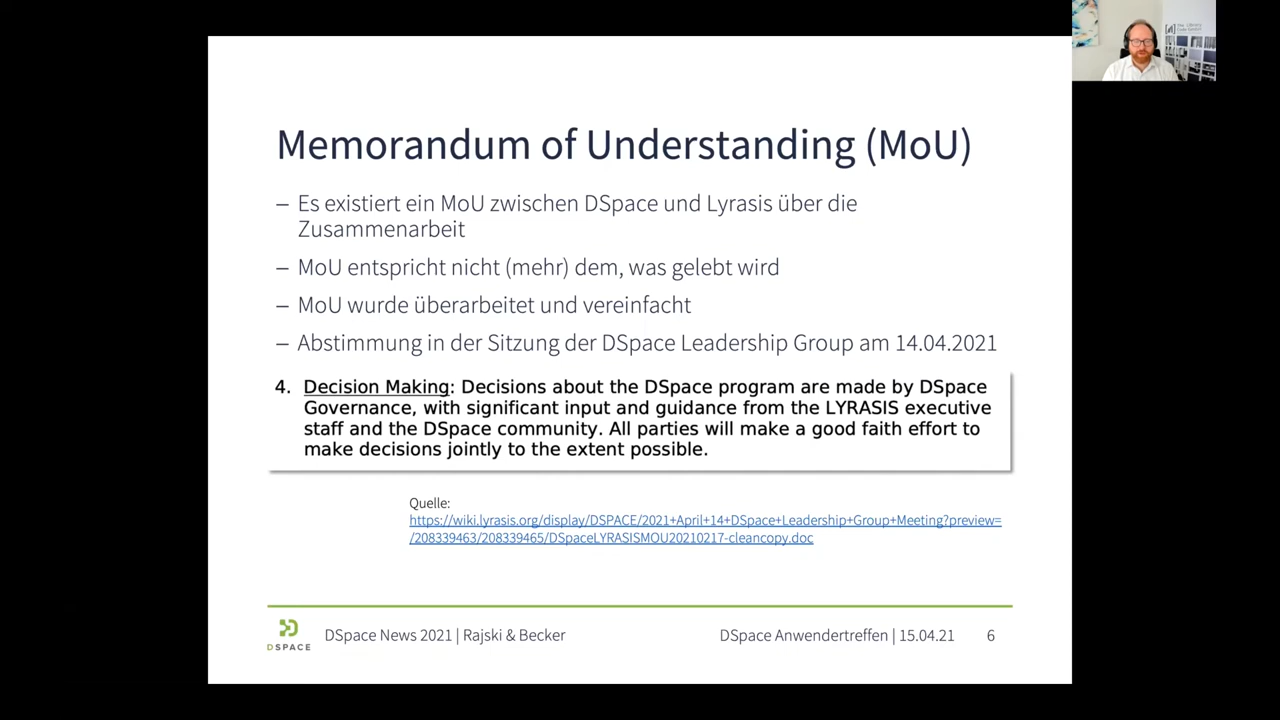 Memorandum of Understanding (MoU)
– Es existiert ein MoU zwischen DSpace und Lyrasis über die
Zusammenarbeit
– MoU entspricht nicht (mehr) dem, was gelebt wird
– MoU wurde überarbeitet und vereinfacht
– Abstimmung in der Sitzung der DSpace Leadership Group am 14.04.2021
4. Decision Making: Decisions about the DSpace program are made by DSpace
Governance, with significant input and guidance from the LYRASIS executive
staff and the DSpace community. All parties will make a good faith effort to
make decisions jointly to the extent possible.
Quelle:
https://wiki.lyrasis.org/display/DSPACE/2021+April+14+DSpace+Leadership+Group+Meeting?preview=
/208339463/208339465/DSpaceLYRASISMOU20210217-cleancopy.doc
DSPACE
DSpace News 2021 | Rajski & Becker
DSpace Anwendertreffen | 15.04.21
6